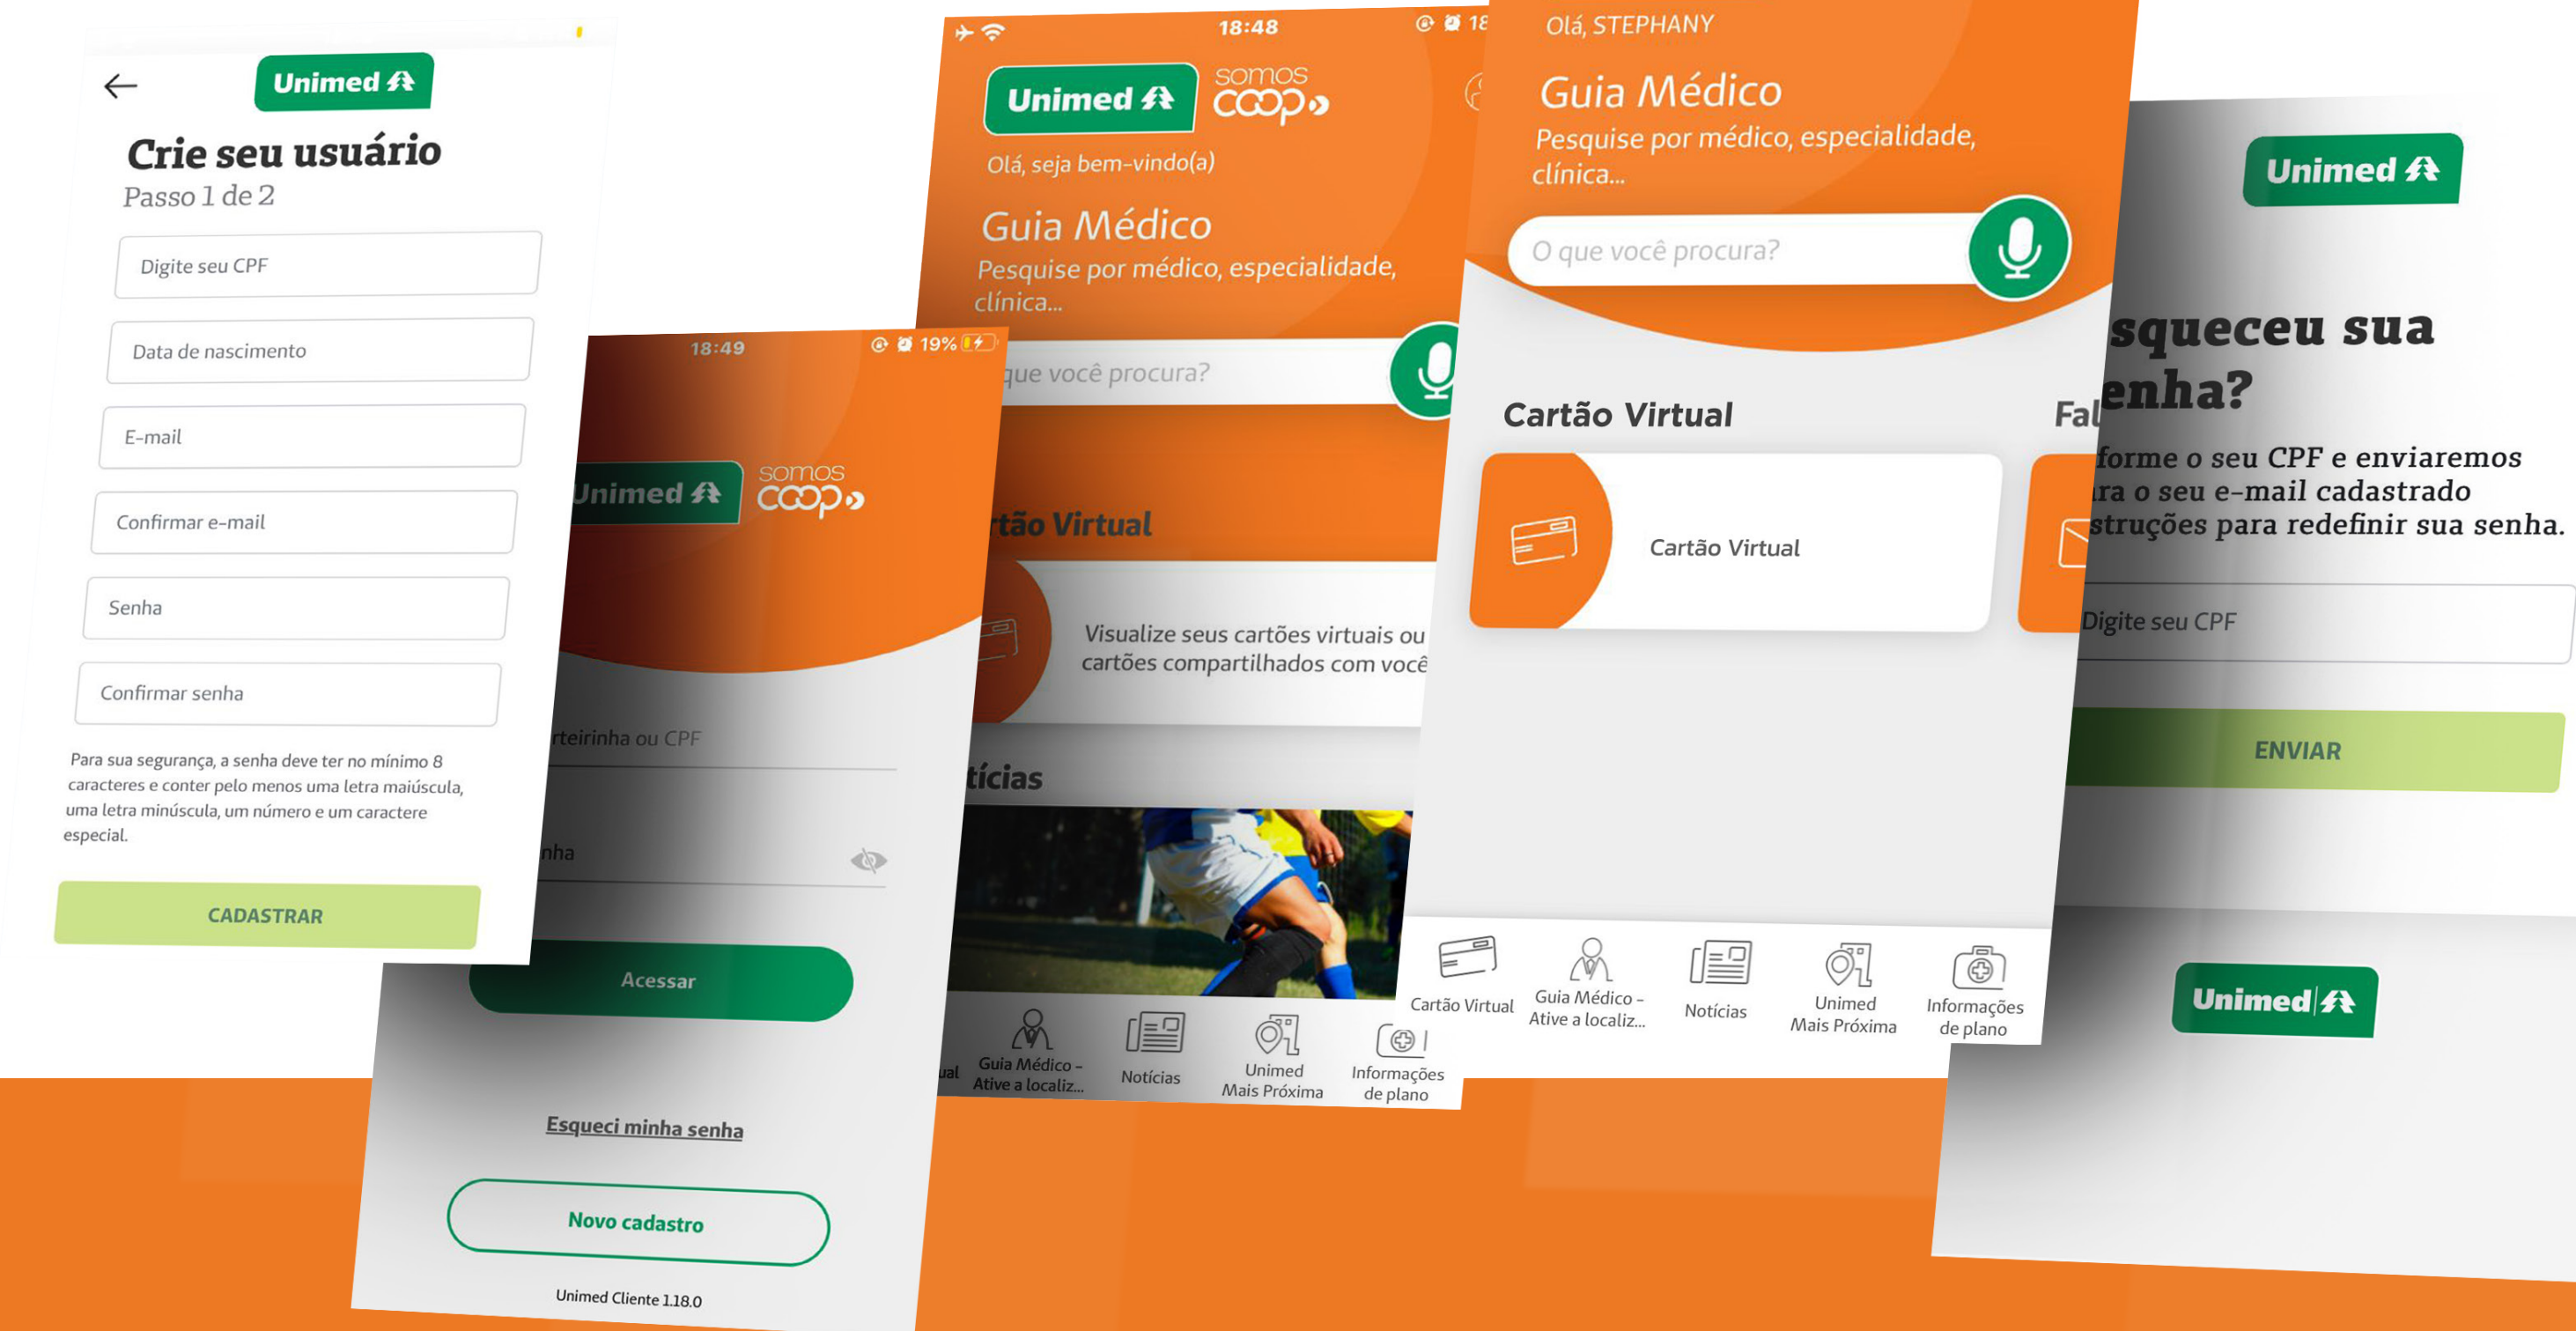 Unimed
Crie seu usuário
Passo 1 de 2
Digite seu CPF
Data de nascimento
E-mail
Confirmar e-mail
Senha
Confirmar senha
Para sua segurança, a senha deve ter no mínimo 8
caracteres e conter pelo menos uma letra maiúscula,
uma letra minúscula, um número e um caractere
especial.
CADASTRAR
18:49
19%
Unimed
somos
coop
rteirinha ou CPF
nha
Acessar
Esqueci minha senha
Novo cadastro
Unimed Cliente 1.18.0
18:48
18
Unimed
somos
coop
Olá, seja bem-vindo(a)
Guia Médico
Pesquise por médico, especialidade,
clínica...
que você procura?
rtão Virtual
Visualize seus cartões virtuais ou
cartões compartilhados com você
tícias
ual
Guia Médico -
Ative a localiz...
Notícias
Unimed
Mais Próxima
Informações
de plano
Olá, STEPHANY
Guia Médico
Pesquise por médico, especialidade,
clínica...
O que você procura?
Cartão Virtual
Fal
Cartão Virtual
Cartão Virtual
Guia Médico -
Ative a localiz...
Notícias
Unimed
Mais Próxima
Informações
de plano
Unimed
squeceu sua
enha?
forme o seu CPF e enviaremos
ra o seu e-mail cadastrado
struções para redefinir sua senha.
Digite seu CPF
ENVIAR
Unimed